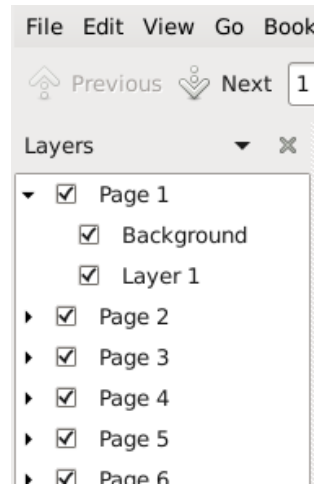 File Edit View Go Book
Previous Next 1
Layers
Page 1
Background
Layer 1
Page 2
Page 3
Page 4
Page 5
Page 6